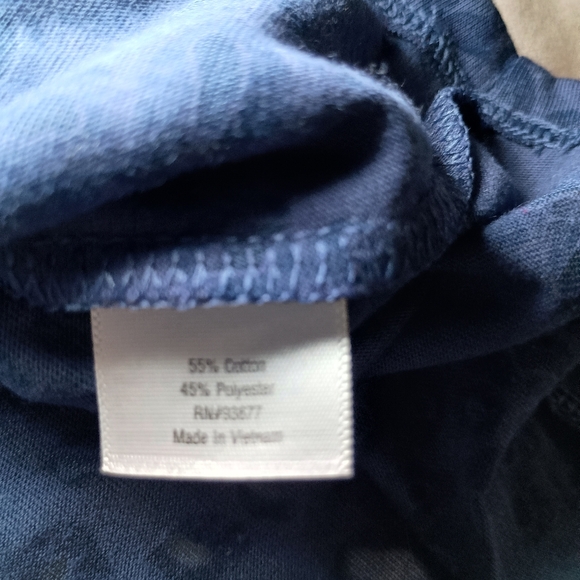 55% Cotton
45% Polyester
RN#93677
Made in Vietnam